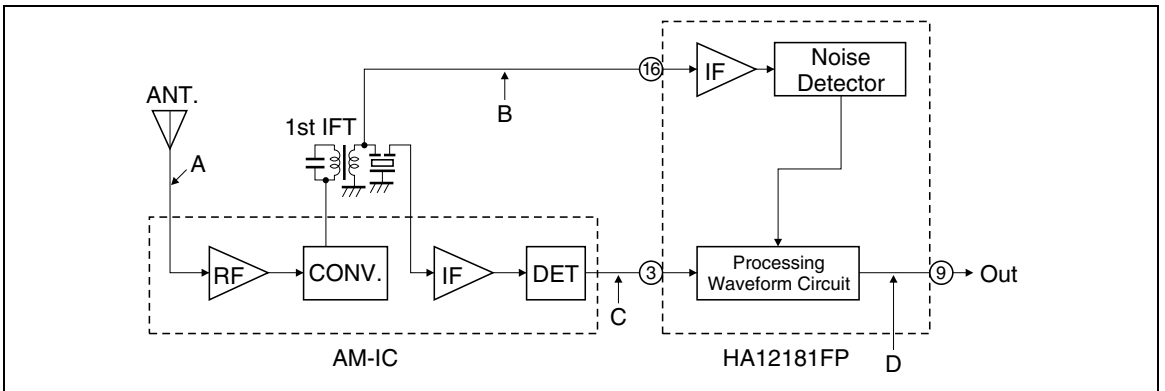 ANT.
A
1st IFT
B
16
IF
Noise
Detector
RF
CONV.
IF
DET
C
3
Processing
Waveform Circuit
D
9
Out
AM-IC
HA12181FP